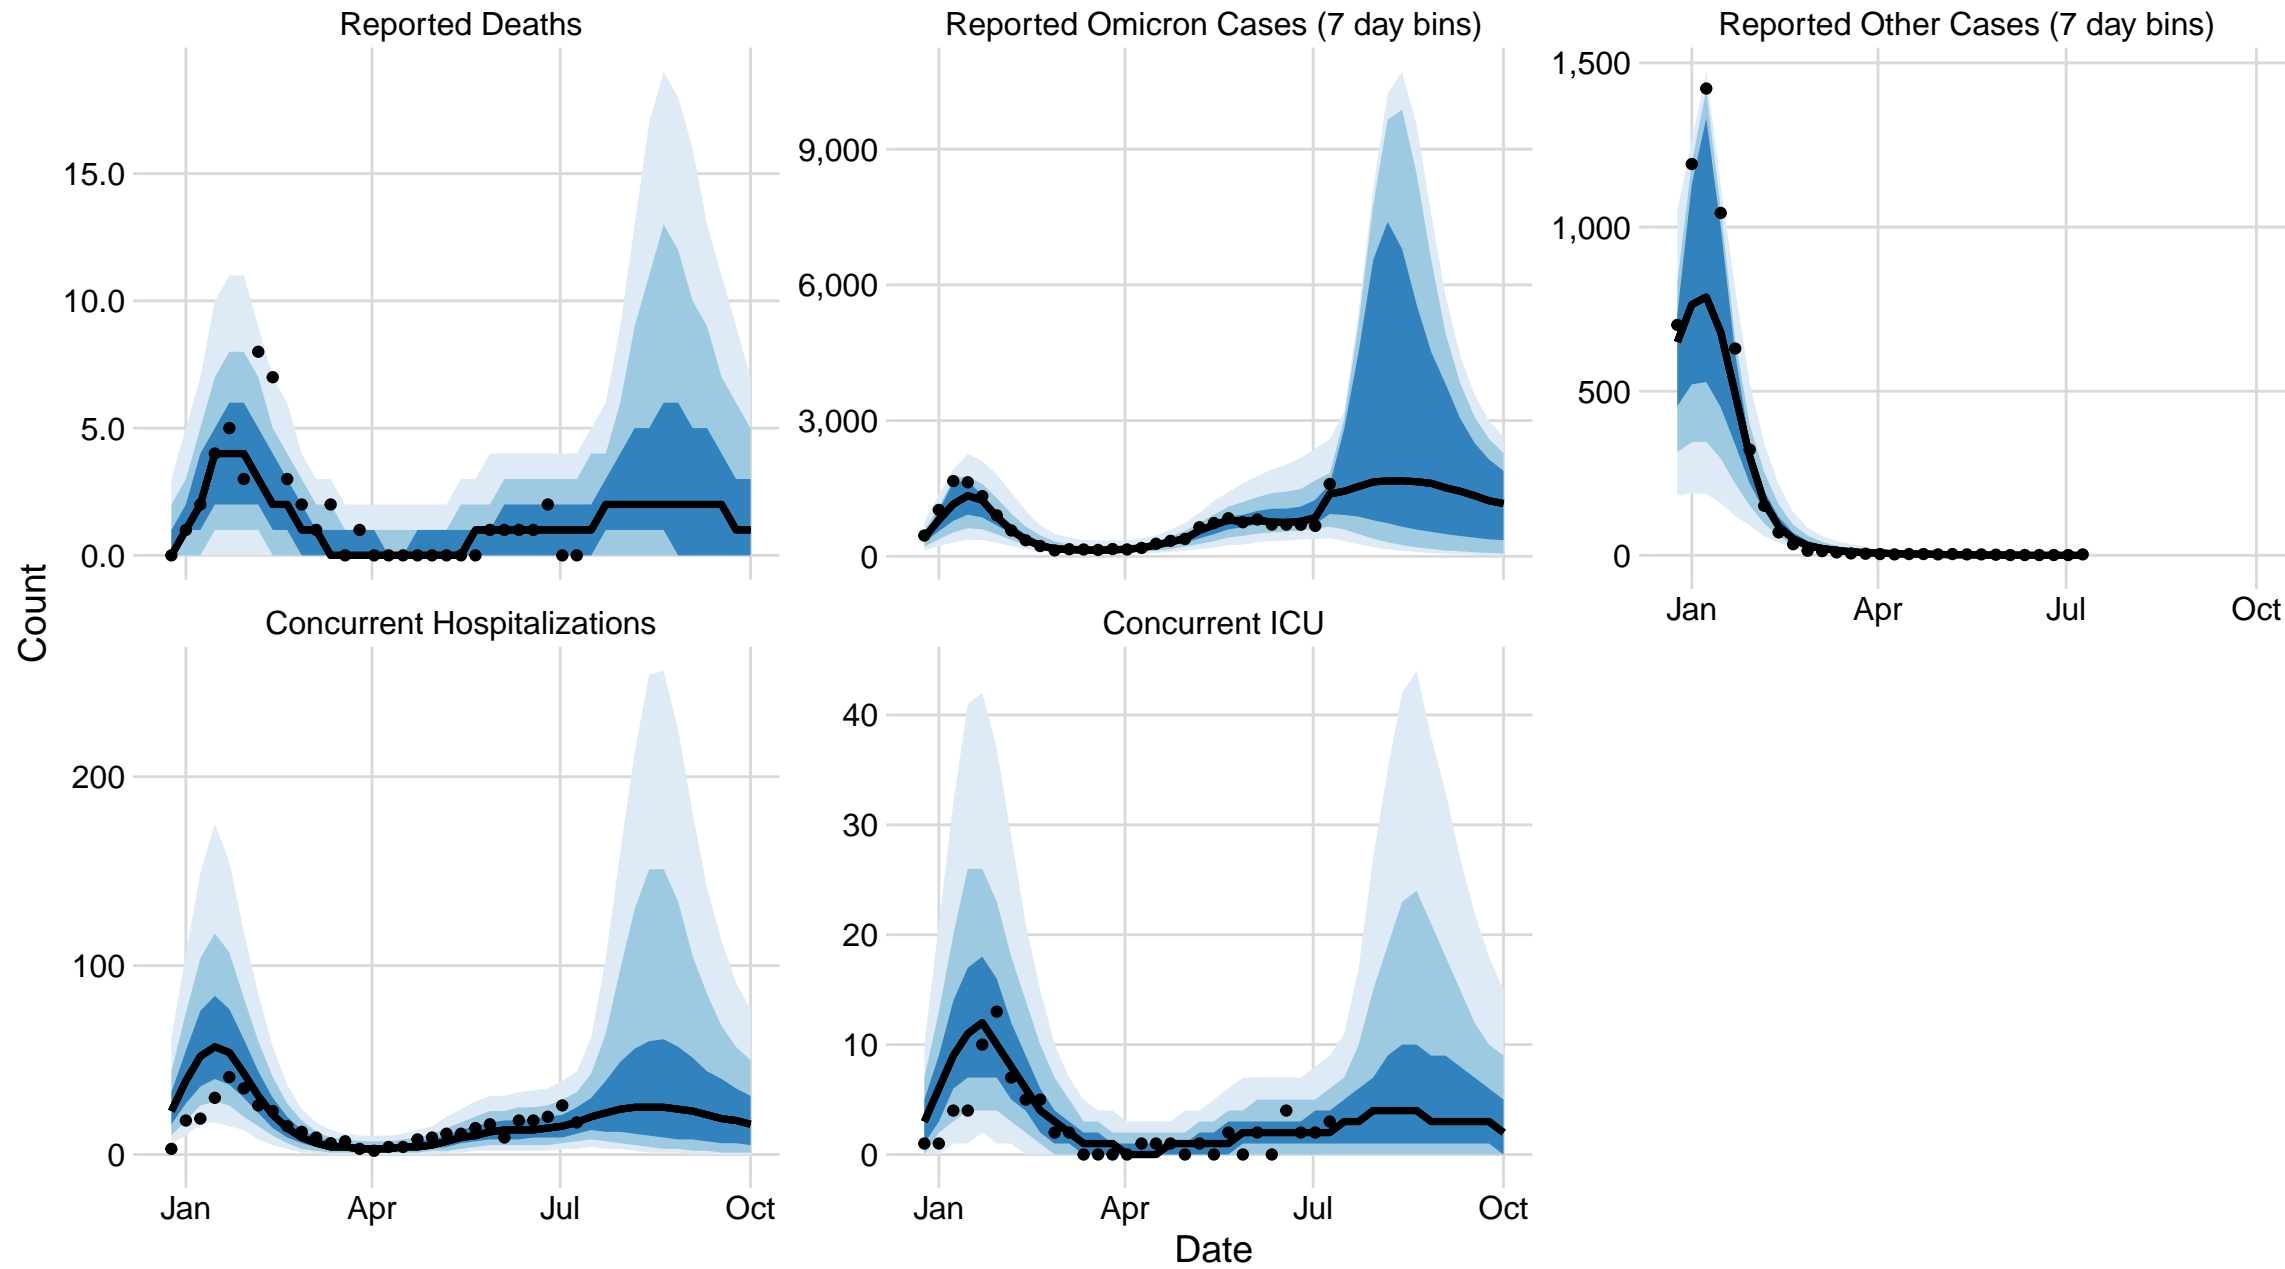 Reported Deaths
Reported Omicron Cases (7 day bins)
Reported Other Cases (7 day bins)
15.0
10.0
5.0
0.0
9,000
6,000
3,000
0
1,500
1,000
500
0
Jan Apr Jul Oct
Count
Concurrent Hospitalizations
Concurrent ICU
200
100
0
40
30
20
10
0
Jan Apr Jul Oct
Jan Apr Jul Oct
Date